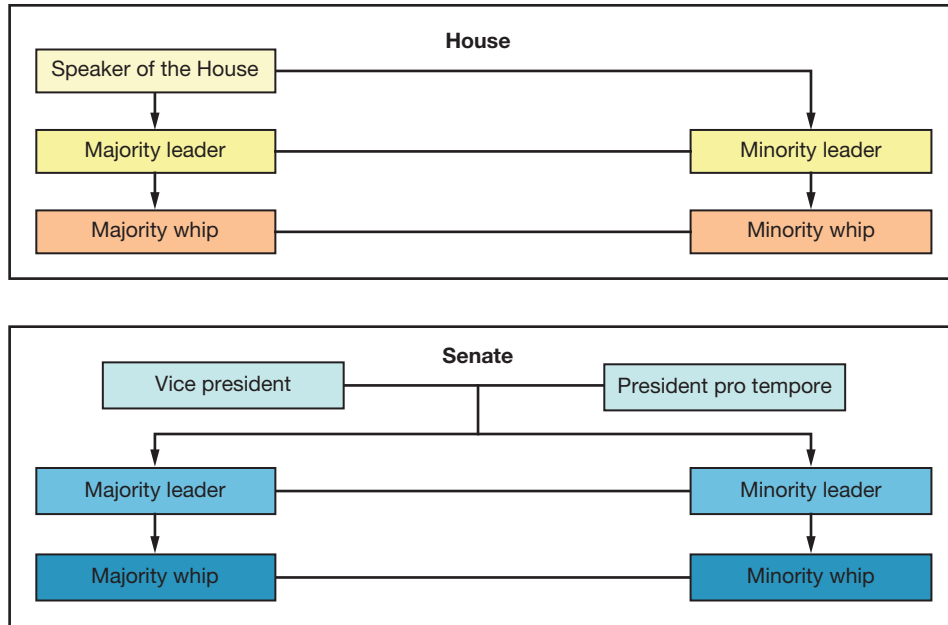 House
Speaker of the House
Majority leader
Minority leader
Majority whip
Minority whip
Senate
Vice president
President pro tempore
Majority leader
Minority leader
Majority whip
Minority whip